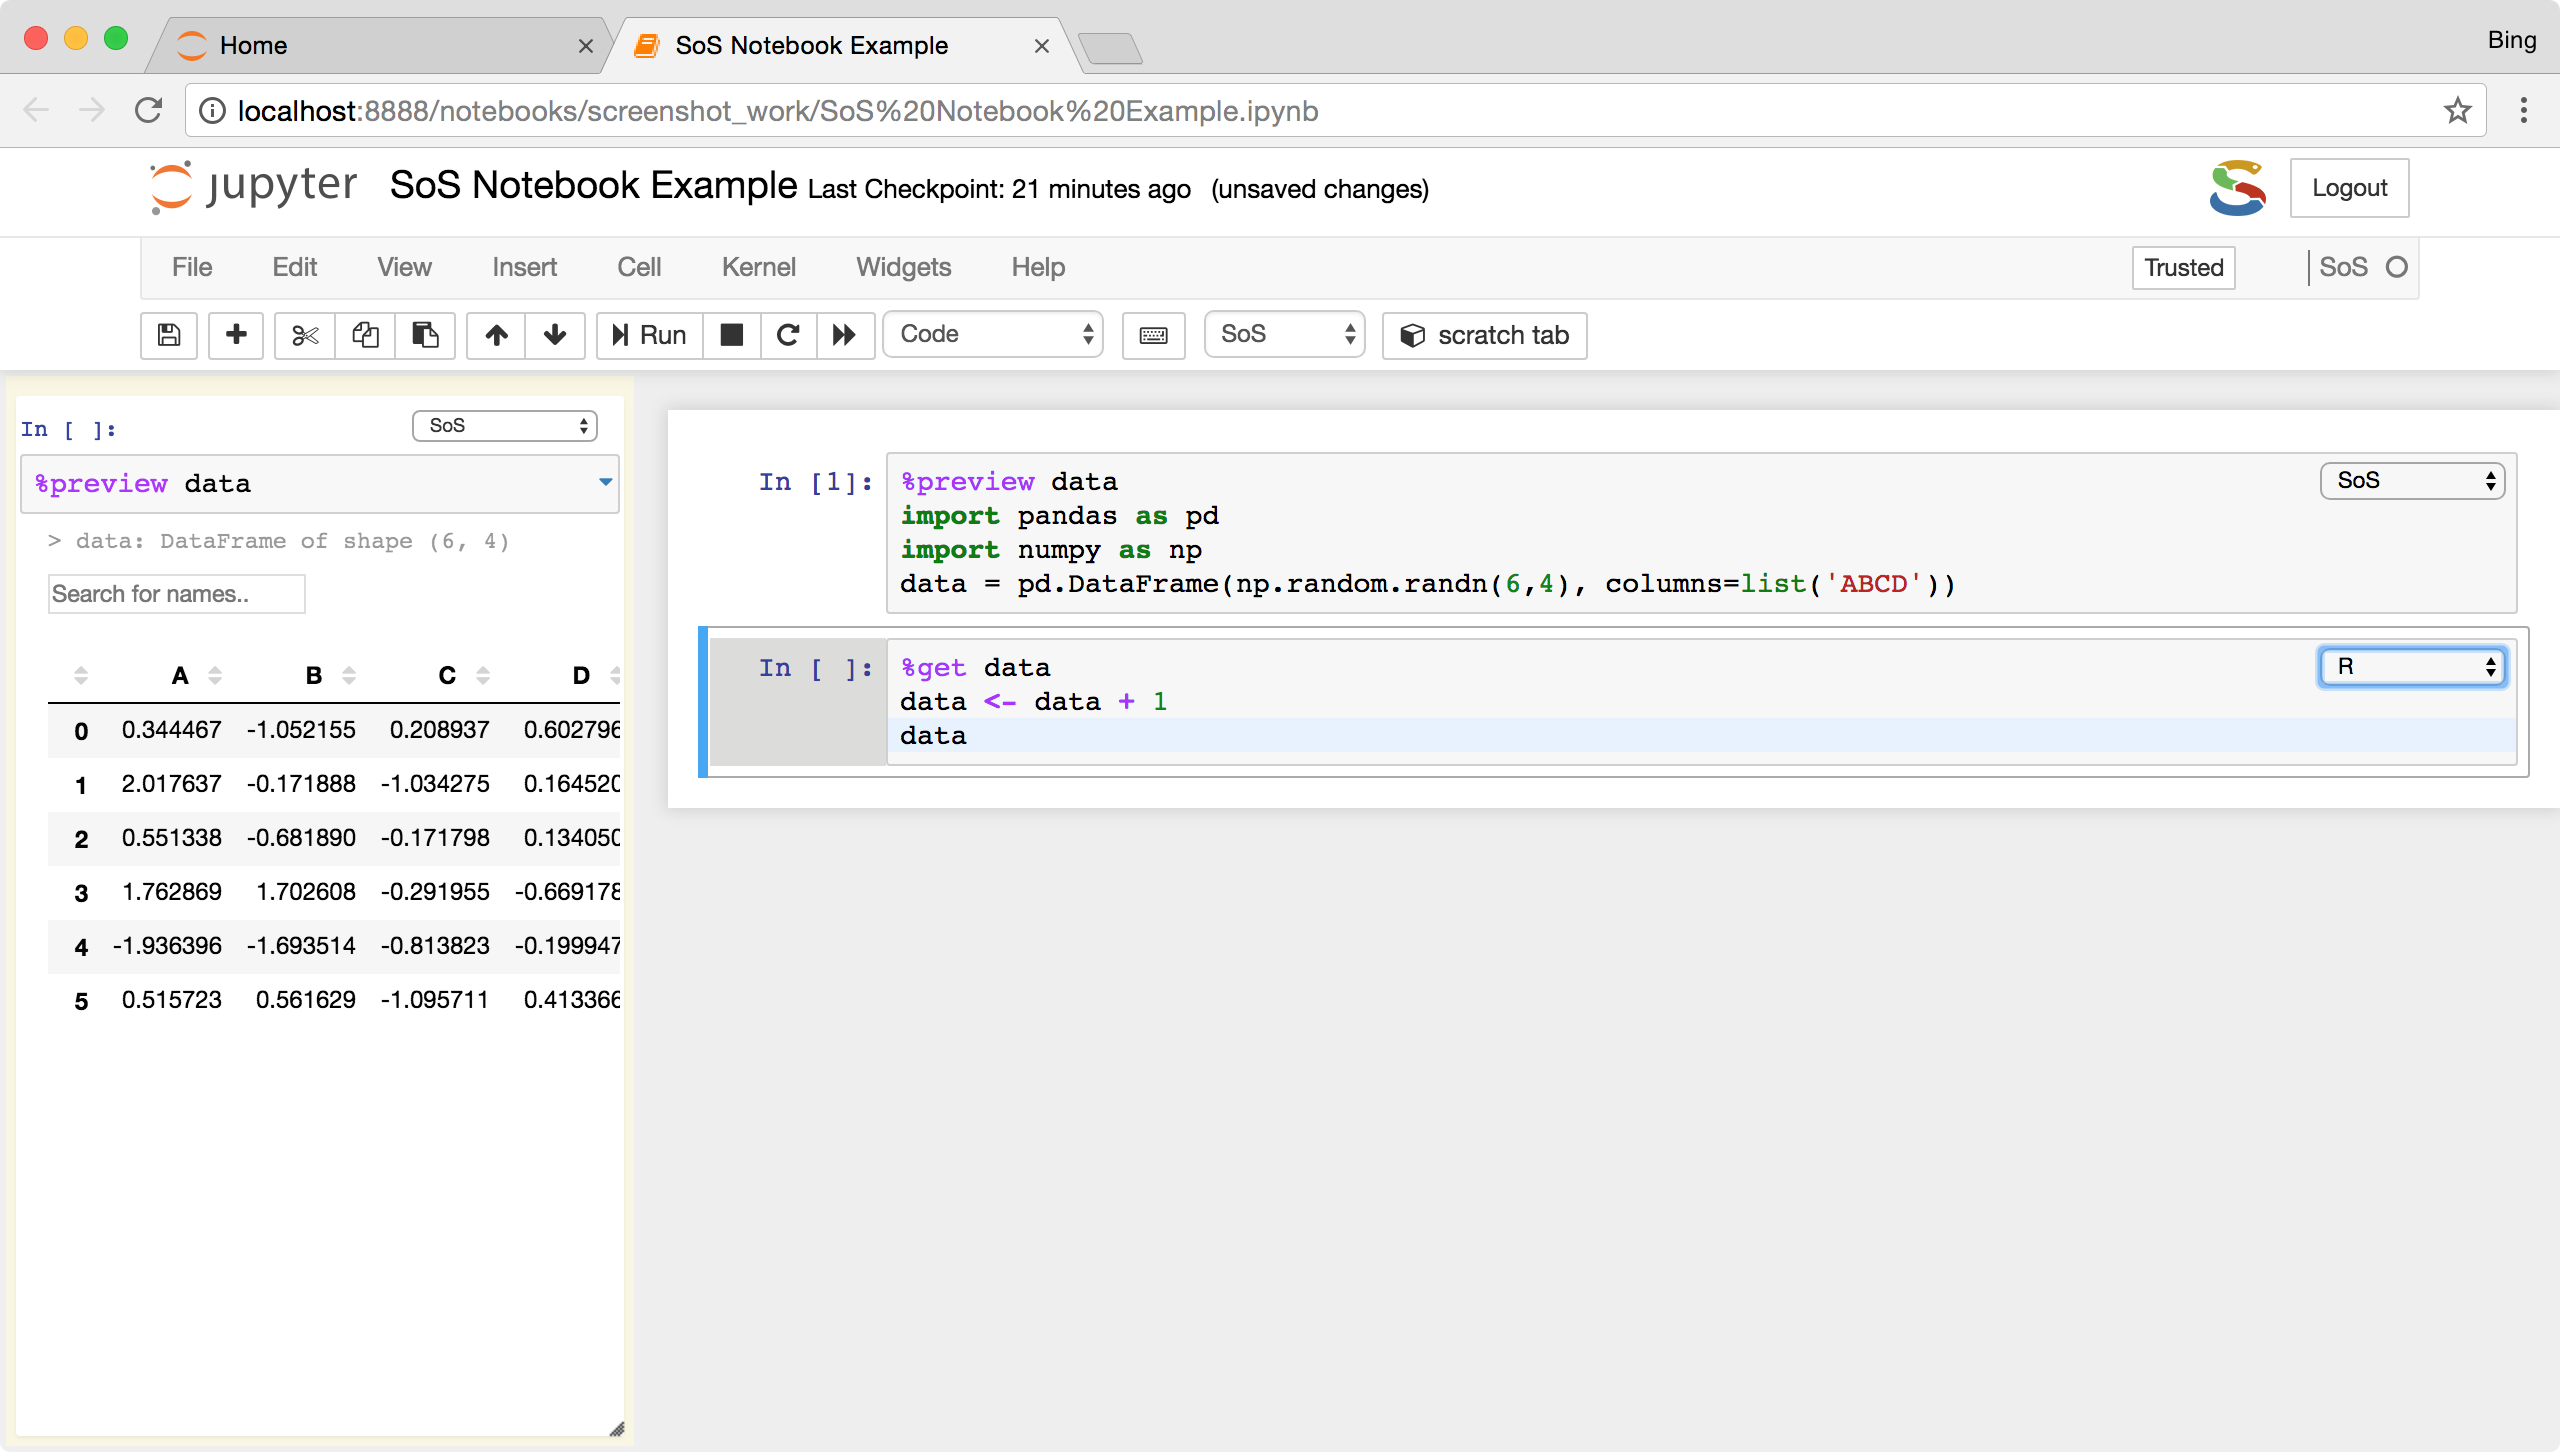 Home
SoS Notebook Example
Bing
localhost:8888/notebooks/screenshot_work/SoS%20Notebook%20Example.ipynb
jupyter SoS Notebook Example Last Checkpoint: 21 minutes ago (unsaved changes)
Logout
File Edit View Insert Cell Kernel Widgets Help
Trusted
SoS
Run
Code
SoS
scratch tab
In [ ]:
SoS
%preview data
> data: DataFrame of shape (6, 4)
Search for names..
A B C D
0 0.344467 -1.052155 0.208937 0.602796
1 2.017637 -0.171888 -1.034275 0.164520
2 0.551338 -0.681890 -0.171798 0.134050
3 1.762869 1.702608 -0.291955 -0.669178
4 -1.936396 -1.693514 -0.813823 -0.199947
5 0.515723 0.561629 -1.095711 0.413366
In [1]:
%preview data
import pandas as pd
import numpy as np
data = pd.DataFrame(np.random.randn(6,4), columns=list('ABCD'))
SoS
In [ ]:
%get data
data <- data + 1
data
R